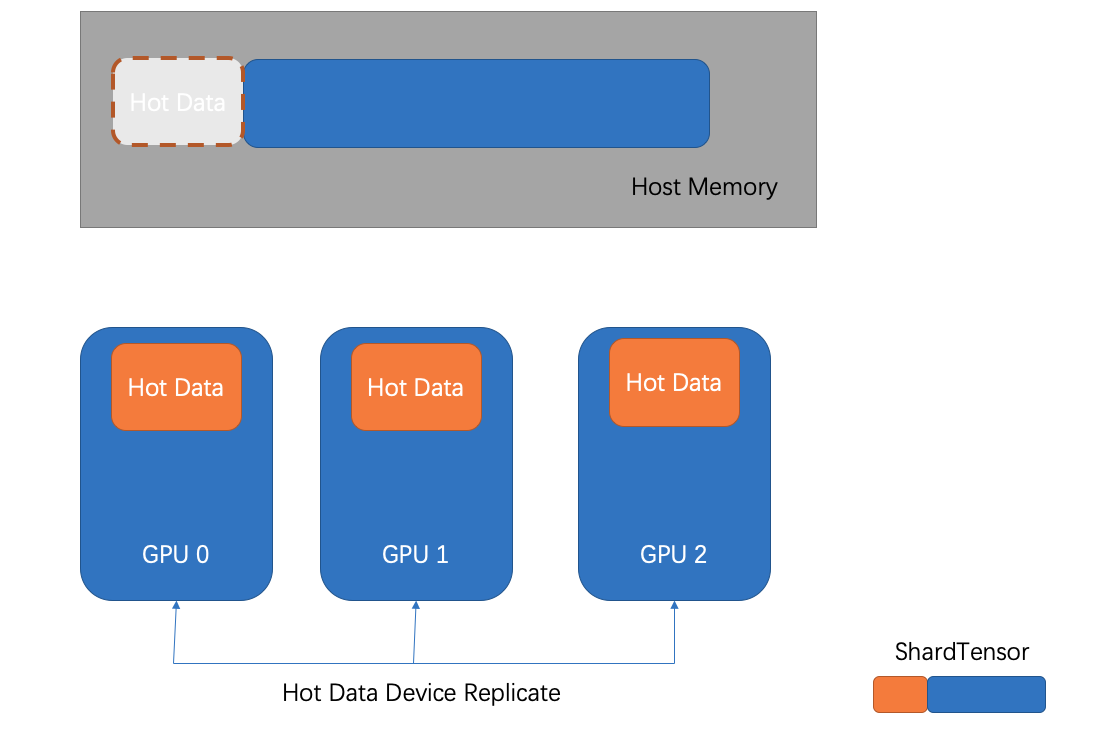 Hot Data
Host Memory
Hot Data
Hot Data
Hot Data
GPU 0
GPU 1
GPU 2
Hot Data Device Replicate
ShardTensor